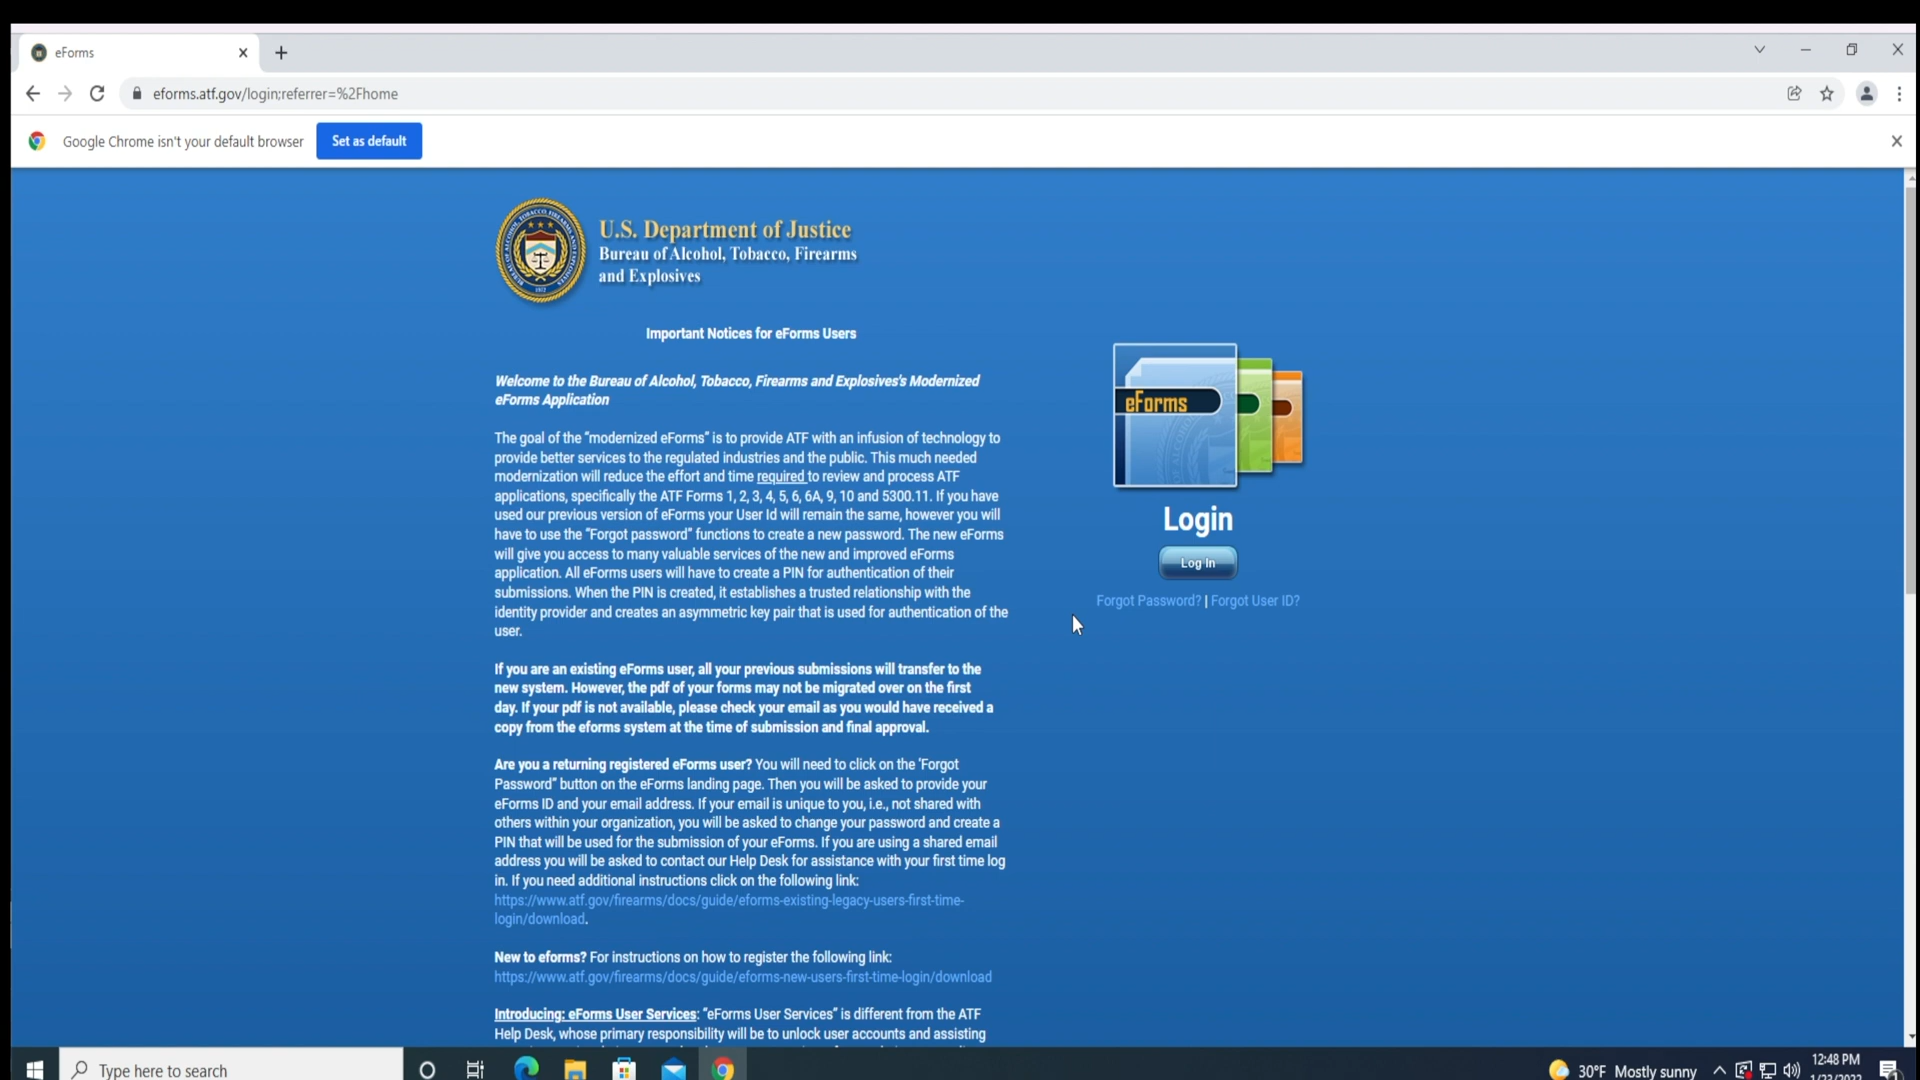 eForms
eforms.atf.gov/login;referrer=%2Fhome
Google Chrome isn't your default browser
Set as default
U.S. Department of Justice
Bureau of Alcohol, Tobacco, Firearms
and Explosives
Important Notices for eForms Users
Welcome to the Bureau of Alcohol, Tobacco, Firearms and Explosives's Modernized
eForms Application
The goal of the “modernized eForms” is to provide ATF with an infusion of technology to
provide better services to the regulated industries and the public. This much needed
modernization will reduce the effort and time required to review and process ATF
applications, specifically the ATF Forms 1, 2, 3, 4, 5, 6, 6A, 9, 10 and 5300.11. If you have
used our previous version of eForms your User Id will remain the same, however you will
have to use the “Forgot password” functions to create a new password. The new eForms
will give you access to many valuable services of the new and improved eForms
application. All eForms users will have to create a PIN for authentication of their
submissions. When the PIN is created, it establishes a trusted relationship with the
identity provider and creates an asymmetric key pair that is used for authentication of the
user.
If you are an existing eForms user, all your previous submissions will transfer to the
new system. However, the pdf of your forms may not be migrated over on the first
day. If your pdf is not available, please check your email as you would have received a
copy from the eforms system at the time of submission and final approval.
Are you a returning registered eForms user? You will need to click on the ‘Forgot
Password” button on the eForms landing page. Then you will be asked to provide your
eForms ID and your email address. If your email is unique to you, i.e., not shared with
others within your organization, you will be asked to change your password and create a
PIN that will be used for the submission of your eForms. If you are using a shared email
address you will be asked to contact our Help Desk for assistance with your first time log
in. If you need additional instructions click on the following link:
https://www.atf.gov/firearms/docs/guide/eforms-existing-legacy-users-first-time-
login/download.
New to eforms? For instructions on how to register the following link:
https://www.atf.gov/firearms/docs/guide/eforms-new-users-first-time-login/download
Introducing: eForms User Services: “eForms User Services” is different from the ATF
Help Desk, whose primary responsibility will be to unlock user accounts and assisting
eForms
Login
Log In
Forgot Password? | Forgot User ID?
Type here to search
30°F Mostly sunny
12:48 PM